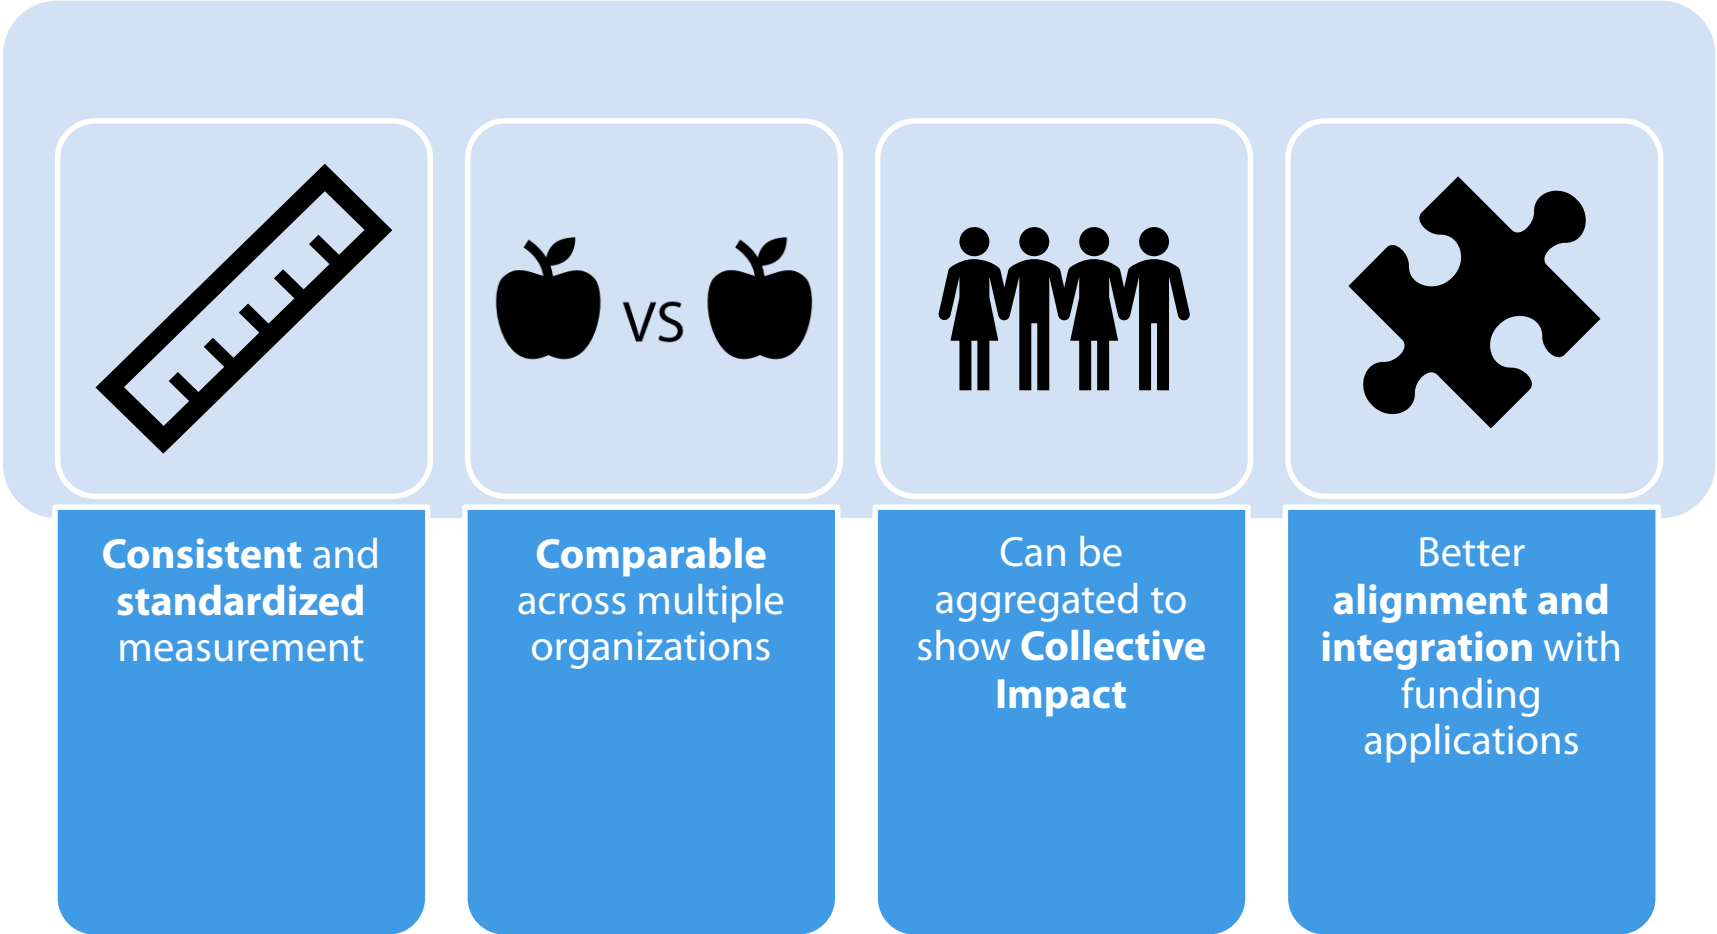 VS
Consistent and
standardized
measurement
Comparable
across multiple
organizations
Can be
aggregated to
show Collective
Impact
Better
alignment and
integration with
funding
applications